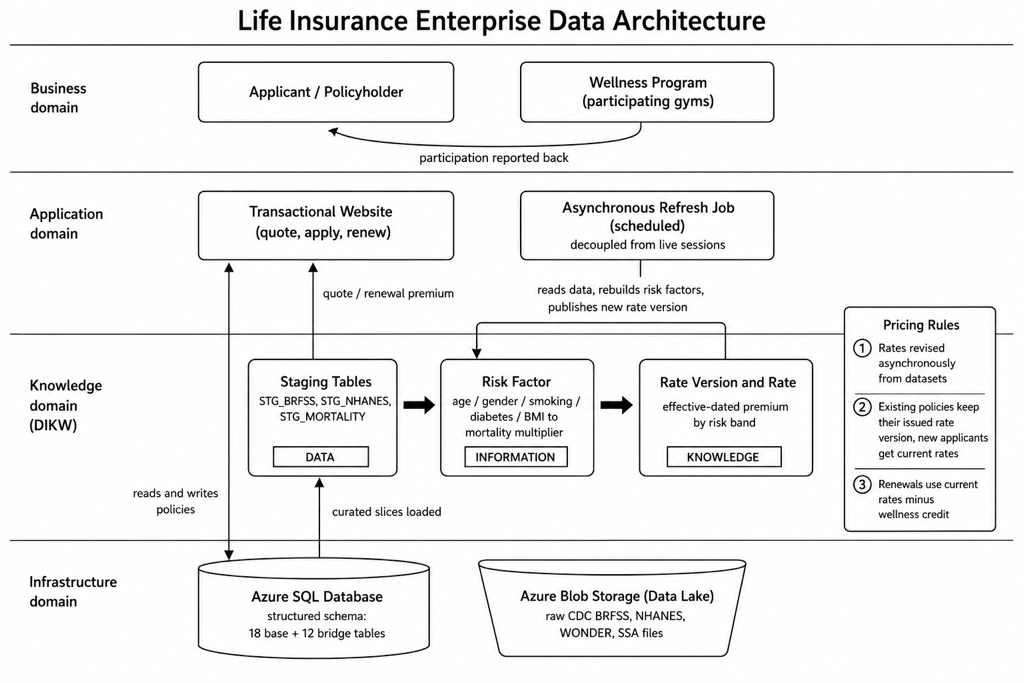 Life Insurance Enterprise Data Architecture
Business
domain
Applicant / Policyholder
Wellness Program
(participating gyms)
participation reported back
Application
domain
Transactional Website
(quote, apply, renew)
Asynchronous Refresh Job
(scheduled)
decoupled from live sessions
quote / renewal premium
reads data, rebuilds risk factors,
publishes new rate version
Knowledge
domain
(DIKW)
Staging Tables
STG_BRFSS, STG_NHANES,
STG_MORTALITY
DATA
Risk Factor
age / gender / smoking /
diabetes / BMI to
mortality multiplier
INFORMATION
Rate Version and Rate
effective-dated premium
by risk band
KNOWLEDGE
Pricing Rules
1 Rates revised
asynchronously
from datasets
2 Existing policies keep
their issued rate
version, new applicants
get current rates
3 Renewals use current
rates minus
wellness credit
reads and writes
policies
curated slices loaded
Infrastructure
domain
Azure SQL Database
structured schema:
18 base + 12 bridge tables
Azure Blob Storage (Data Lake)
raw CDC BRFSS, NHANES,
WONDER, SSA files